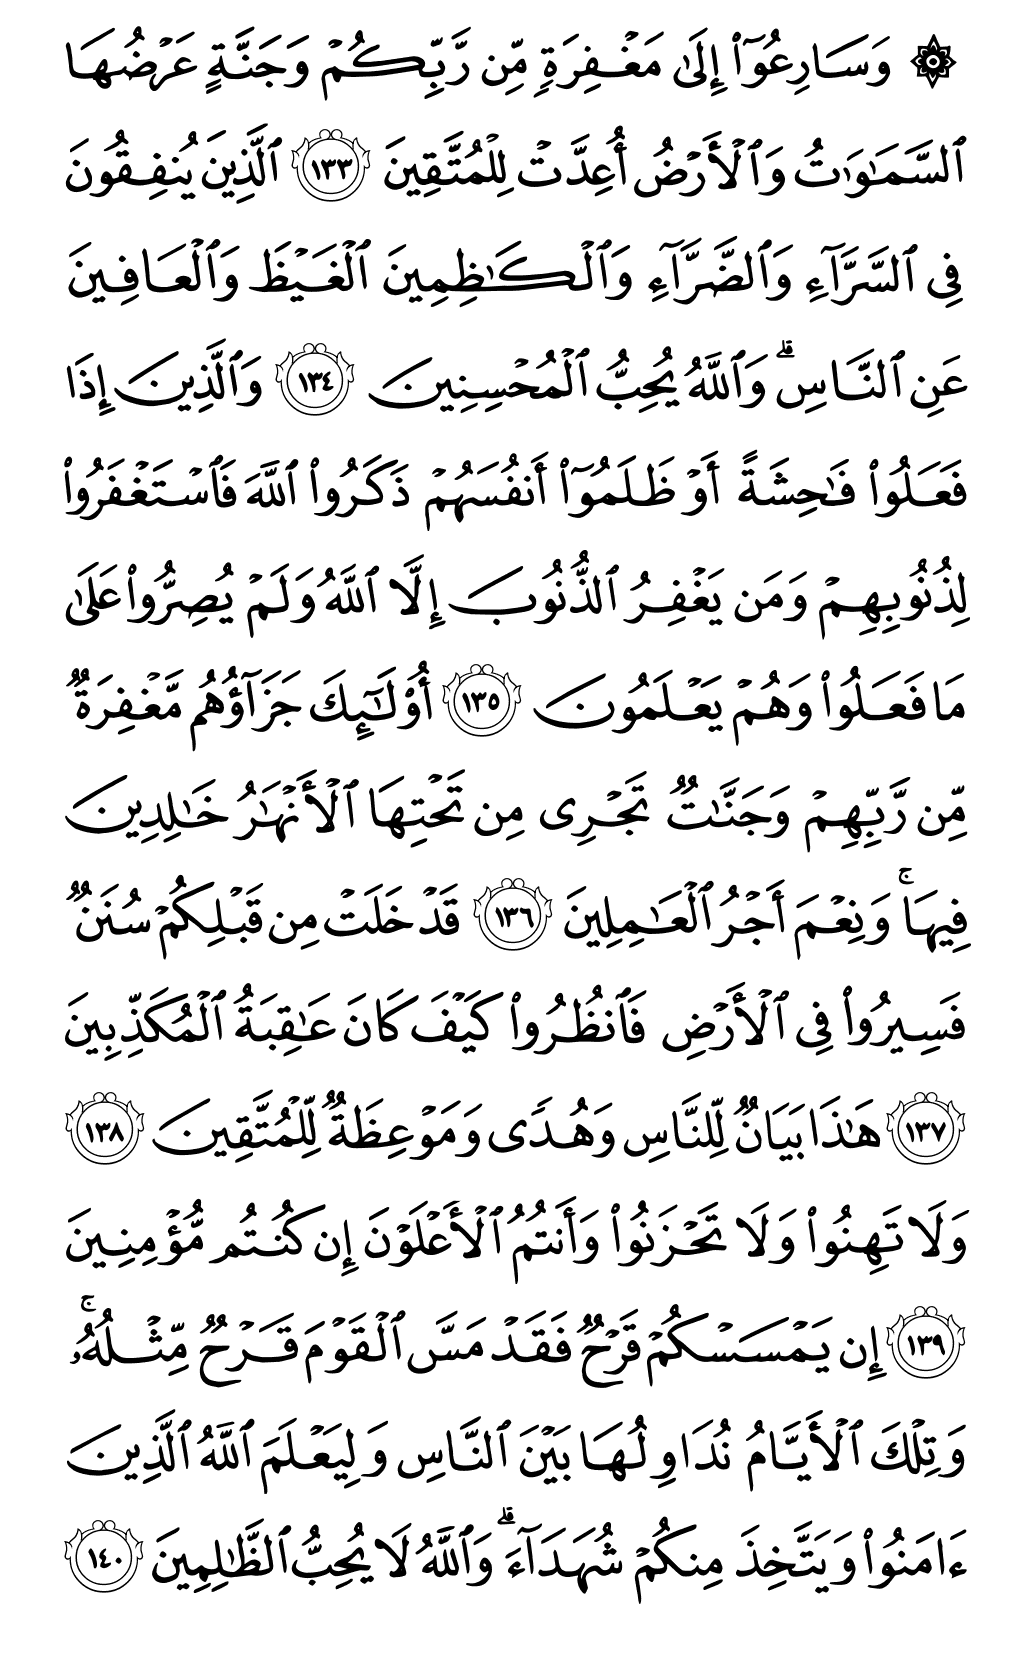 ۞ وَسَارِعُوٓا۟ إِلَىٰ مَغْفِرَةٍ مِّن رَّبِّكُمْ وَجَنَّةٍ عَرْضُهَا
ٱلسَّمَـٰوَٰتُ وَٱلْأَرْضُ أُعِدَّتْ لِلْمُتَّقِينَ ١٣٣ ٱلَّذِينَ يُنفِقُونَ
فِى ٱلسَّرَّآءِ وَٱلضَّرَّآءِ وَٱلْكَـٰظِمِينَ ٱلْغَيْظَ وَٱلْعَافِينَ
عَنِ ٱلنَّاسِ ۗ وَٱللَّهُ يُحِبُّ ٱلْمُحْسِنِينَ ١٣٤ وَٱلَّذِينَ إِذَا
فَعَلُوا۟ فَـٰحِشَةً أَوْ ظَلَمُوٓا۟ أَنفُسَهُمْ ذَكَرُوا۟ ٱللَّهَ فَٱسْتَغْفَرُوا۟
لِذُنُوبِهِمْ وَمَن يَغْفِرُ ٱلذُّنُوبَ إِلَّا ٱللَّهُ وَلَمْ يُصِرُّوا۟ عَلَىٰ
مَا فَعَلُوا۟ وَهُمْ يَعْلَمُونَ ١٣٥ أُو۟لَـٰٓئِكَ جَزَآؤُهُم مَّغْفِرَةٌ
مِّن رَّبِّهِمْ وَجَنَّـٰتٌ تَجْرِى مِن تَحْتِهَا ٱلْأَنْهَـٰرُ خَـٰلِدِينَ
فِيهَا ۚ وَنِعْمَ أَجْرُ ٱلْعَـٰمِلِينَ ١٣٦ قَدْ خَلَتْ مِن قَبْلِكُمْ سُنَنٌ
فَسِيرُوا۟ فِى ٱلْأَرْضِ فَٱنظُرُوا۟ كَيْفَ كَانَ عَـٰقِبَةُ ٱلْمُكَذِّبِينَ
١٣٧ هَـٰذَا بَيَانٌ لِّلنَّاسِ وَهُدًى وَمَوْعِظَةٌ لِّلْمُتَّقِينَ ١٣٨
وَلَا تَهِنُوا۟ وَلَا تَحْزَنُوا۟ وَأَنتُمُ ٱلْأَعْلَوْنَ إِن كُنتُم مُّؤْمِنِينَ
١٣٩ إِن يَمْسَسْكُمْ قَرْحٌ فَقَدْ مَسَّ ٱلْقَوْمَ قَرْحٌ مِّثْلُهُۥ ۚ
وَتِلْكَ ٱلْأَيَّامُ نُدَاوِلُهَا بَيْنَ ٱلنَّاسِ وَلِيَعْلَمَ ٱللَّهُ ٱلَّذِينَ
ءَامَنُوا۟ وَيَتَّخِذَ مِنكُمْ شُهَدَآءَ ۗ وَٱللَّهُ لَا يُحِبُّ ٱلظَّـٰلِمِينَ ١٤٠